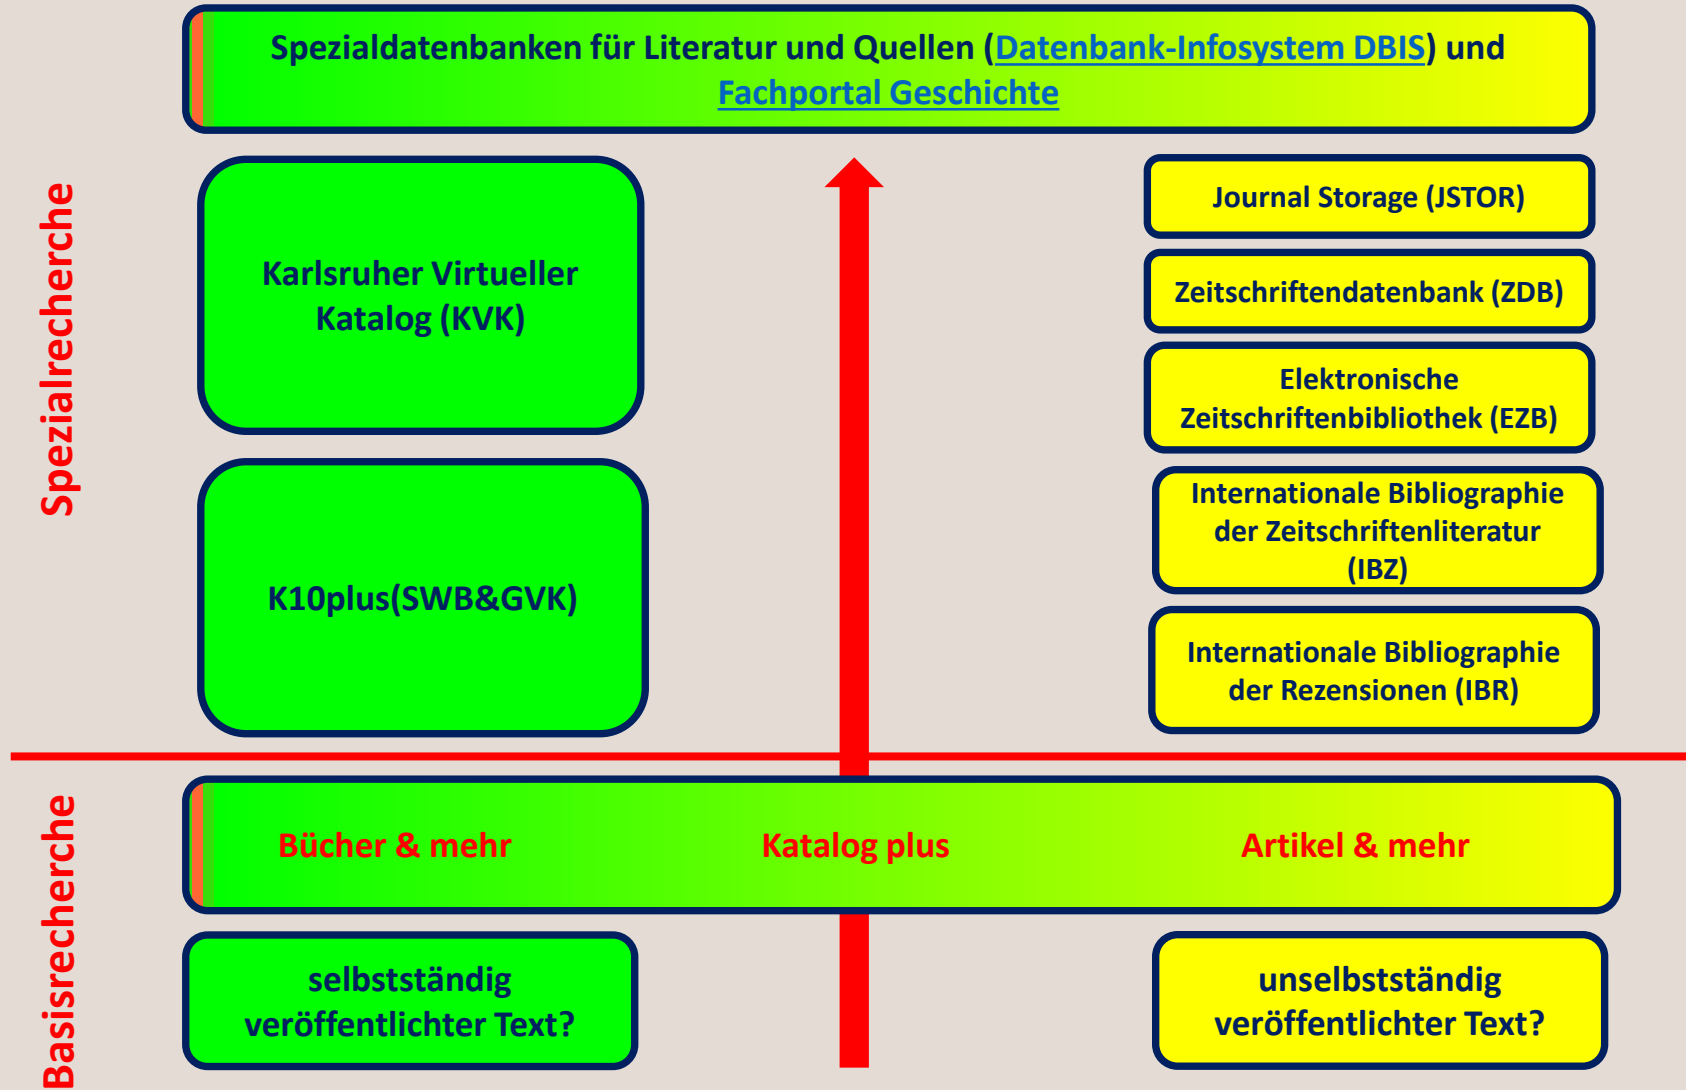 Spezialdatenbanken für Literatur und Quellen (Datenbank-Infosystem DBIS) und
Fachportal Geschichte
Spezialrecherche
Karlsruher Virtueller
Katalog (KVK)
K10plus(SWB&GVK)
Journal Storage (JSTOR)
Zeitschriftendatenbank (ZDB)
Elektronische
Zeitschriftenbibliothek (EZB)
Internationale Bibliographie
der Zeitschriftenliteratur
(IBZ)
Internationale Bibliographie
der Rezensionen (IBR)
Basisrecherche
Bücher & mehr
Katalog plus
Artikel & mehr
selbstständig
veröffentlichter Text?
unselbstständig
veröffentlichter Text?